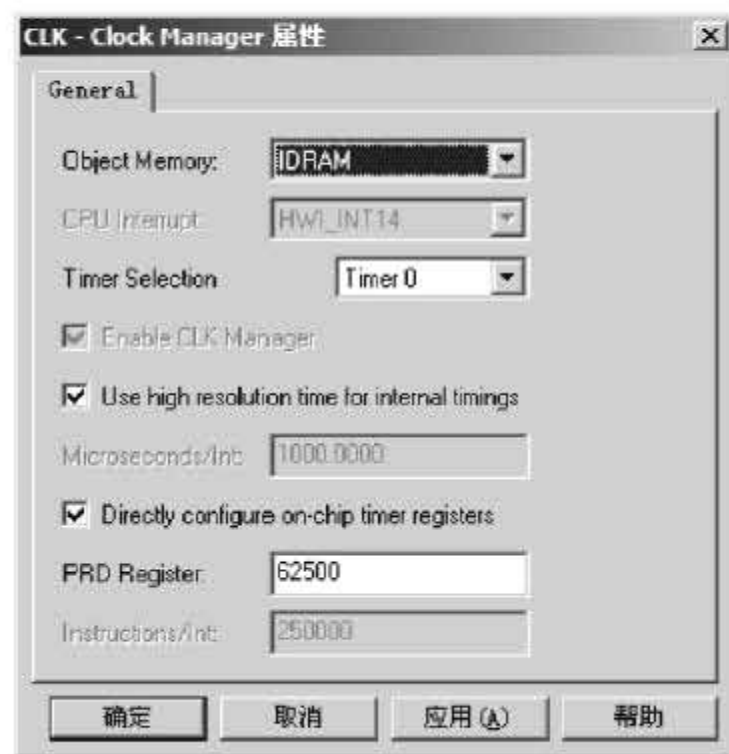 CLK - Clock Manager 属性
General
Object Memory: IDRAM
CPU Interrupt: HWI_INT14
Timer Selection Timer 0
Enable CLK Manager
Use high resolution time for internal timings
Microseconds/Int: 1000.0000
Directly configure on-chip timer registers
PRD Register: 62500
Instructions/Int: 250000
确定 取消 应用(A) 帮助